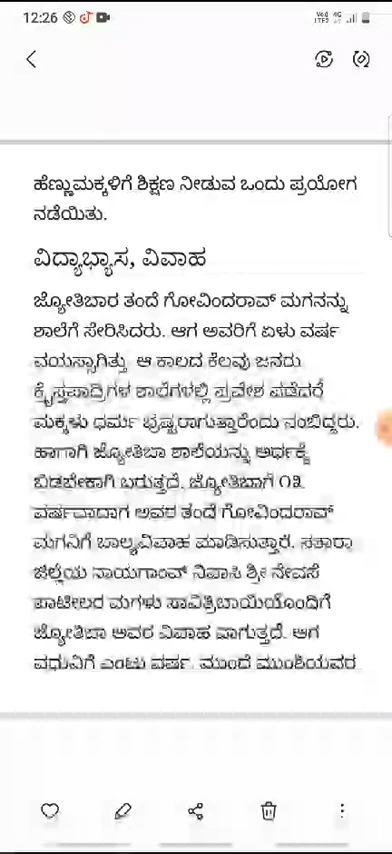 12:26
ಹೆಣ್ಣುಮಕ್ಕಳಿಗೆ ಶಿಕ್ಷಣ ನೀಡುವ ಒಂದು ಪ್ರಯೋಗ
ನಡೆಯಿತು.
ವಿದ್ಯಾಭ್ಯಾಸ, ವಿವಾಹ
ಜ್ಯೋತಿಬಾರ ತಂದೆ ಗೋವಿಂದರಾವ್ ಮಗನನ್ನು
ಶಾಲೆಗೆ ಸೇರಿಸಿದರು. ಆಗ ಅವರಿಗೆ ಏಳು ವರ್ಷ
ವಯಸ್ಸಾಗಿತ್ತು. ಆ ಕಾಲದ ಕೆಲವು ಜನರು
ಕ್ರೈಸ್ತಪಾದ್ರಿಗಳ ಶಾಲೆಗಳಲ್ಲಿ ಪ್ರವೇಶ ಪಡೆದರೆ
ಮಕ್ಕಳು ಧರ್ಮ ಭ್ರಷ್ಟರಾಗುತ್ತಾರೆಂದು ನಂಬಿದ್ದರು.
ಹಾಗಾಗಿ ಜ್ಯೋತಿಬಾ ಶಾಲೆಯನ್ನು ಅರ್ಧಕ್ಕೆ
ಬಿಡಬೇಕಾಗಿ ಬರುತ್ತದೆ. ಜ್ಯೋತಿಬಾಗೆ ೧೩
ವರ್ಷವಾದಾಗ ಅವರ ತಂದೆ ಗೋವಿಂದರಾವ್
ಮಗನಿಗೆ ಬಾಲ್ಯವಿವಾಹ ಮಾಡಿಸುತ್ತಾರೆ. ಸತಾರಾ
ಜಿಲ್ಲೆಯ ನಾಯಗಾಂವ್ ನಿವಾಸಿ ಶ್ರೀ ನೇವಸೆ
ಪಾಟೀಲರ ಮಗಳು ಸಾವಿತ್ರಿಬಾಯಿಯೊಂದಿಗೆ
ಜ್ಯೋತಿಬಾ ಅವರ ವಿವಾಹ ವಾಗುತ್ತದೆ. ಆಗ
ವಧುವಿಗೆ ಎಂಟು ವರ್ಷ. ಮುಂದೆ